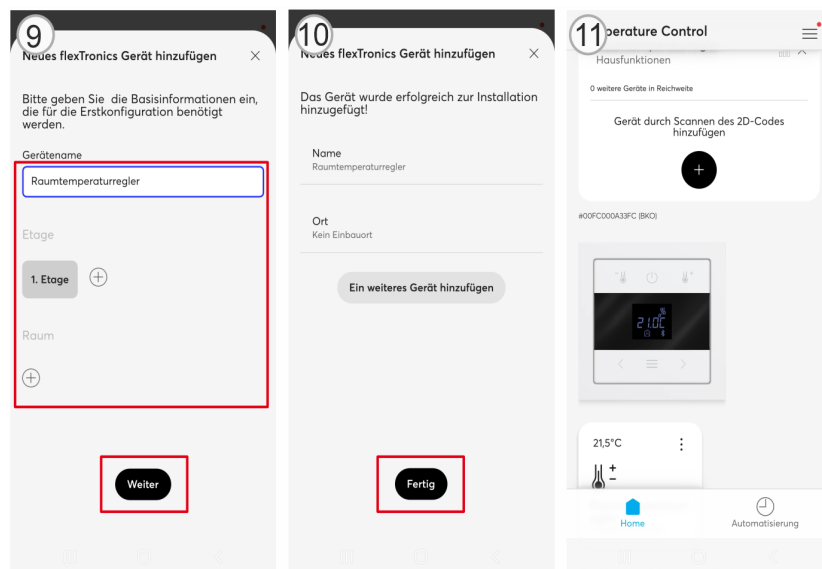 9
Neues flexTronics Gerät hinzufügen
Bitte geben Sie die Basisinformationen ein,
die für die Erstkonfiguration benötigt
werden.
Gerätename
Raumtemperaturregler
Etage
1. Etage
Raum
Weiter
10
Neues flexTronics Gerät hinzufügen
Das Gerät wurde erfolgreich zur Installation
hinzugefügt!
Name
Raumtemperaturregler
Ort
Kein Einbauort
Ein weiteres Gerät hinzufügen
Fertig
11
perature Control
Hausfunktionen
0 weitere Geräte in Reichweite
Gerät durch Scannen des 2D-Codes
hinzufügen
#00FC000A33FC (BKO)
21.0°C
21,5°C
Home
Automatisierung